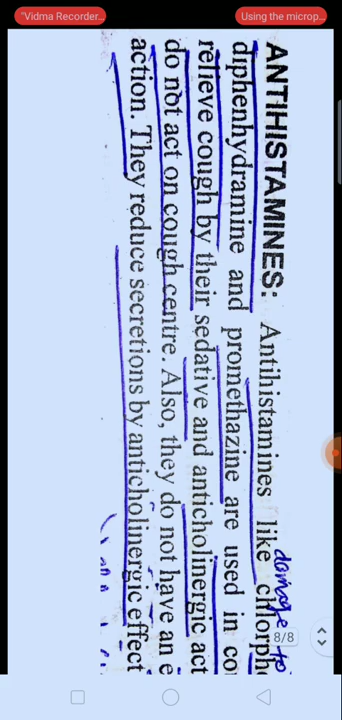 "Vidma Recorder...
Using the microp...
ANTIHISTAMINES: Antihistamines like chlorph
diphenhydramine and promethazine are used in co
relieve cough by their sedative and anticholinergic act
do not act on cough centre. Also, they do not have an e
action. They reduce secretions by anticholinergic effect
damage to
8/8